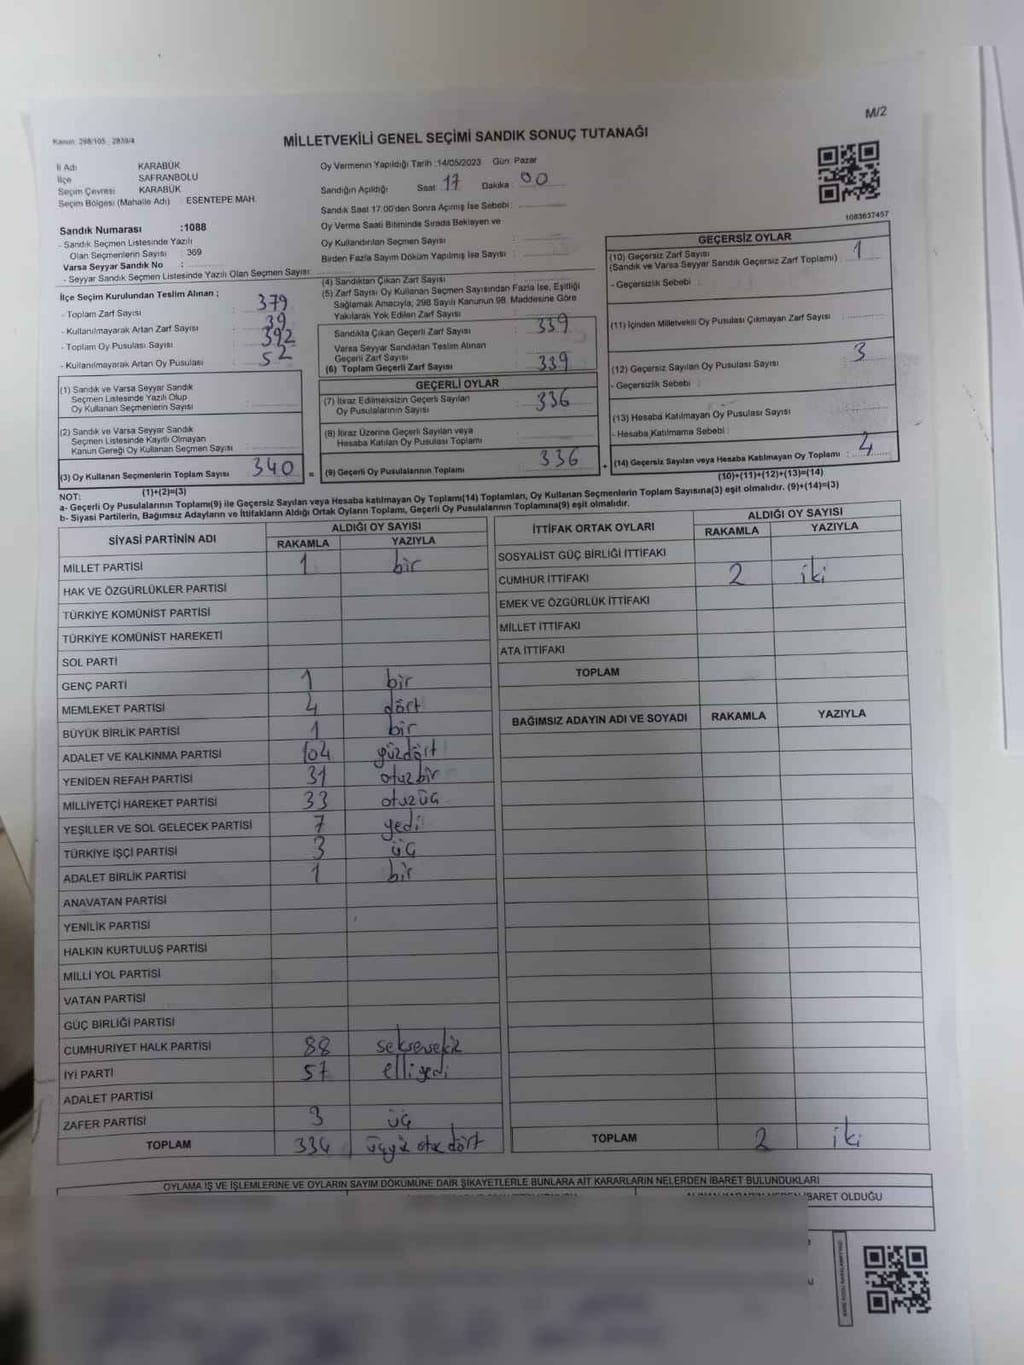 M/2
Kanun: 298/105 2839/4
MİLLETVEKİLİ GENEL SEÇİMİ SANDIK SONUÇ TUTANAĞI
İl Adı KARABÜK
İlçe SAFRANBOLU
Seçim Çevresi KARABÜK
Seçim Bölgesi (Mahalle Adı) ESENTEPE MAH.
Oy Vermenin Yapıldığı Tarih :14/05/2023 Gün: Pazar
Sandığın Açıldığı Saat: 17 Dakika : 00
Sandık Saat 17:00'den Sonra Açılmış İse Sebebi:
Oy Verme Saati Bitiminde Sırada Bekleyen ve
Oy Kullandırılan Seçmen Sayısı :
Birden Fazla Sayım Döküm Yapılmış İse Sayısı :
1083637457
Sandık Numarası :1088
- Sandık Seçmen Listesinde Yazılı
Olan Seçmenlerin Sayısı : 369
Varsa Seyyar Sandık No :
- Seyyar Sandık Seçmen Listesinde Yazılı Olan Seçmen Sayısı:
İlçe Seçim Kurulundan Teslim Alınan ;
- Toplam Zarf Sayısı : 379
- Kullanılmayarak Artan Zarf Sayısı : 39
- Toplam Oy Pusulası Sayısı : 392
- Kullanılmayarak Artan Oy Pusulası : 52
(1) Sandık ve Varsa Seyyar Sandık
Seçmen Listesinde Yazılı Olup
Oy Kullanan Seçmenlerin Sayısı :
(2) Sandık ve Varsa Seyyar Sandık
Seçmen Listesinde Kayıtlı Olmayan
Kanun Gereği Oy Kullanan Seçmen Sayısı:
(3) Oy Kullanan Seçmenlerin Toplam Sayısı 340 =
(1)+(2)=(3)
(4) Sandıktan Çıkan Zarf Sayısı :
(5) Zarf Sayısı Oy Kullanan Seçmen Sayısından Fazla İse, Eşitliği
Sağlamak Amacıyla; 298 Sayılı Kanunun 98. Maddesine Göre
Yakılarak Yok Edilen Zarf Sayısı :
Sandıkta Çıkan Geçerli Zarf Sayısı : 339
Varsa Seyyar Sandıktan Teslim Alınan
Geçerli Zarf Sayısı :
(6) Toplam Geçerli Zarf Sayısı : 339
GEÇERLİ OYLAR
(7) İtiraz Edilmeksizin Geçerli Sayılan
Oy Pusulalarının Sayısı : 336
(8) İtiraz Üzerine Geçerli Sayılan veya
Hesaba Katılan Oy Pusulası Toplamı :
(9) Geçerli Oy Pusulalarının Toplamı : 336 +
GEÇERSİZ OYLAR
(10) Geçersiz Zarf Sayısı : 1
(Sandık ve Varsa Seyyar Sandık Geçersiz Zarf Toplamı)
- Geçersizlik Sebebi :
(11) İçinden Milletvekili Oy Pusulası Çıkmayan Zarf Sayısı :
(12) Geçersiz Sayılan Oy Pusulası Sayısı : 3
- Geçersizlik Sebebi :
(13) Hesaba Katılmayan Oy Pusulası Sayısı :
- Hesaba Katılmama Sebebi :
(14) Geçersiz Sayılan veya Hesaba Katılmayan Oy Toplamı : 4
(10)+(11)+(12)+(13)=(14)
NOT:
a- Geçerli Oy Pusulalarının Toplamı(9) ile Geçersiz Sayılan veya Hesaba katılmayan Oy Toplamı(14) Toplamları, Oy Kullanan Seçmenlerin Toplam Sayısına(3) eşit olmalıdır. (9)+(14)=(3)
b- Siyasi Partilerin, Bağımsız Adayların ve İttifakların Aldığı Ortak Oyların Toplamı, Geçerli Oy Pusulalarının Toplamına(9) eşit olmalıdır.
SİYASİ PARTİNİN ADI ALDIĞI OY SAYISI
RAKAMLA YAZIYLA
MİLLET PARTİSİ 1 bir
HAK VE ÖZGÜRLÜKLER PARTİSİ
TÜRKİYE KOMÜNİST PARTİSİ
TÜRKİYE KOMÜNİST HAREKETİ
SOL PARTİ
GENÇ PARTİ 1 bir
MEMLEKET PARTİSİ 4 dört
BÜYÜK BİRLİK PARTİSİ 1 bir
ADALET VE KALKINMA PARTİSİ 104 yüzdört
YENİDEN REFAH PARTİSİ 31 otuzbir
MİLLİYETÇİ HAREKET PARTİSİ 33 otuzüç
YEŞİLLER VE SOL GELECEK PARTİSİ 7 yedi
TÜRKİYE İŞÇİ PARTİSİ 3 üç
ADALET BİRLİK PARTİSİ 1 bir
ANAVATAN PARTİSİ
YENİLİK PARTİSİ
HALKIN KURTULUŞ PARTİSİ
MİLLİ YOL PARTİSİ
VATAN PARTİSİ
GÜÇ BİRLİĞİ PARTİSİ
CUMHURİYET HALK PARTİSİ 88 seksensekiz
İYİ PARTİ 57 elliyedi
ADALET PARTİSİ
ZAFER PARTİSİ 3 üç
TOPLAM 334 üçyüz otuz dört
İTTİFAK ORTAK OYLARI ALDIĞI OY SAYISI
RAKAMLA YAZIYLA
SOSYALİST GÜÇ BİRLİĞİ İTTİFAKI
CUMHUR İTTİFAKI 2 iki
EMEK VE ÖZGÜRLÜK İTTİFAKI
MİLLET İTTİFAKI
ATA İTTİFAKI
TOPLAM
BAĞIMSIZ ADAYIN ADI VE SOYADI RAKAMLA YAZIYLA
TOPLAM 2 iki
OYLAMA İŞ VE İŞLEMLERİNE VE OYLARIN SAYIM DÖKÜMÜNE DAİR ŞİKAYETLERLE BUNLARA AİT KARARLARIN NELERDEN İBARET BULUNDUKLARI
İBARET OLDUĞU